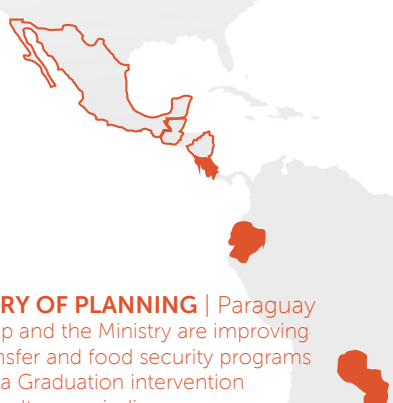 RY OF PLANNING | Paraguay
p and the Ministry are improving
nsfer and food security programs
a Graduation intervention